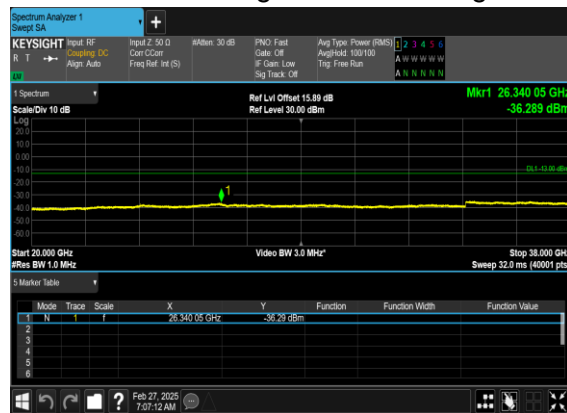 Spectrum Analyzer 1
Swept SA
+
KEYSIGHT Input: RF Input Z: 50 Ω #Atten: 30 dB PNO: Fast Avg Type: Power (RMS) 1 2 3 4 5 6
R T Coupling: DC Corr CCorr Gate: Off Avg|Hold: 100/100 A W W W W W
Align: Auto Freq Ref: Int (S) IF Gain: Low Trig: Free Run
LW Sig Track: Off A N N N N N
1 Spectrum Mkr1 26.340 05 GHz
Ref Lvl Offset 15.89 dB
Scale/Div 10 dB Ref Level 30.00 dBm -36.289 dBm
Log
20.0
10.0
0.00
-10.0 DL1 -13.00 dBm
-20.0
-30.0 1
-40.0
-50.0
-60.0
Start 20.000 GHz Video BW 3.0 MHz* Stop 38.000 GHz
#Res BW 1.0 MHz Sweep 32.0 ms (40001 pts
5 Marker Table
Mode Trace Scale X Y Function Function Width Function Value
1 N 1 f 26.340 05 GHz -36.29 dBm
2
3
4
5
6
? Feb 27, 2025
7:07:12 AM